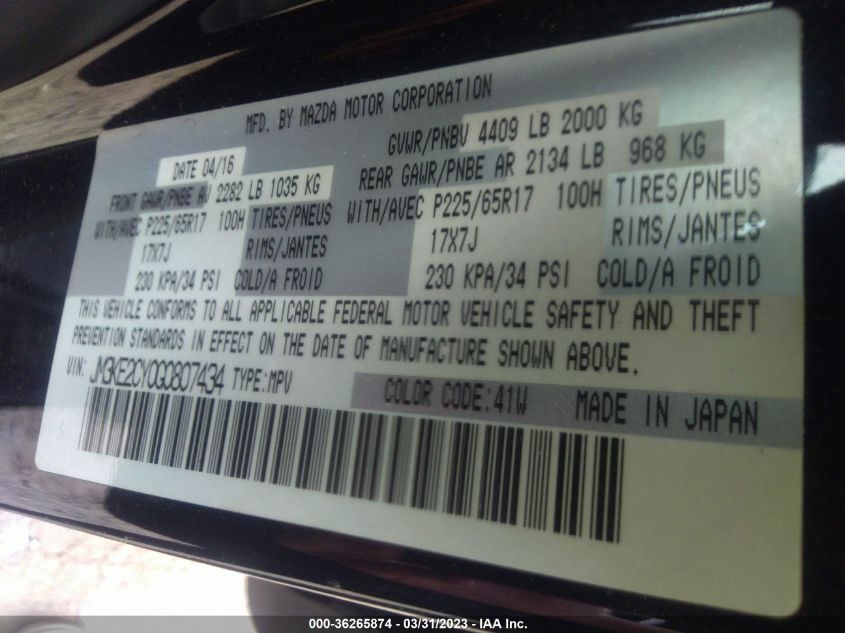 MFD. BY MAZDA MOTOR CORPORATION
DATE 04/16 GVWR/PNBV 4409 LB 2000 KG
FRONT GAWR/PNBE AV 2282 LB 1035 KG REAR GAWR/PNBE AR 2134 LB 968 KG
WITH/AVEC P225/65R17 100H TIRES/PNEUS WITH/AVEC P225/65R17 100H TIRES/PNEUS
17X7J RIMS/JANTES 17X7J RIMS/JANTES
230 KPA/34 PSI COLD/A FROID 230 KPA/34 PSI COLD/A FROID
THIS VEHICLE CONFORMS TO ALL APPLICABLE FEDERAL MOTOR VEHICLE SAFETY AND THEFT
PREVENTION STANDARDS IN EFFECT ON THE DATE OF MANUFACTURE SHOWN ABOVE.
VIN: JM3KE2CY0G0807434 TYPE:MPV COLOR CODE:41W MADE IN JAPAN
000-36265874 / 03/31/2023 - IAA Inc.